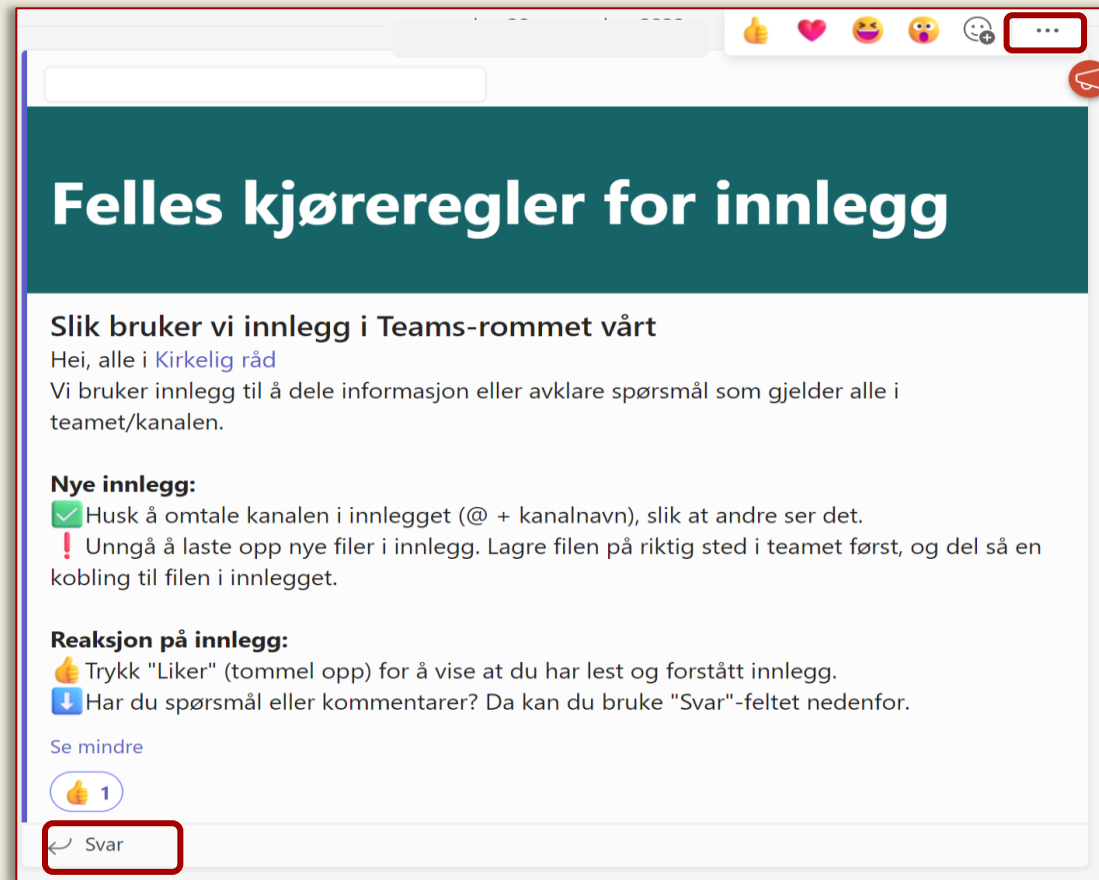 Felles kjøreregler for innlegg
Slik bruker vi innlegg i Teams-rommet vårt
Hei, alle i Kirkelig råd
Vi bruker innlegg til å dele informasjon eller avklare spørsmål som gjelder alle i
teamet/kanalen.
Nye innlegg:
✅Husk å omtale kanalen i innlegget (@ + kanalnavn), slik at andre ser det.
❗ Unngå å laste opp nye filer i innlegg. Lagre filen på riktig sted i teamet først, og del så en
kobling til filen i innlegget.
Reaksjon på innlegg:
👍Trykk "Liker" (tommel opp) for å vise at du har lest og forstått innlegg.
⬇️Har du spørsmål eller kommentarer? Da kan du bruke "Svar"-feltet nedenfor.
Se mindre
👍 1
Svar